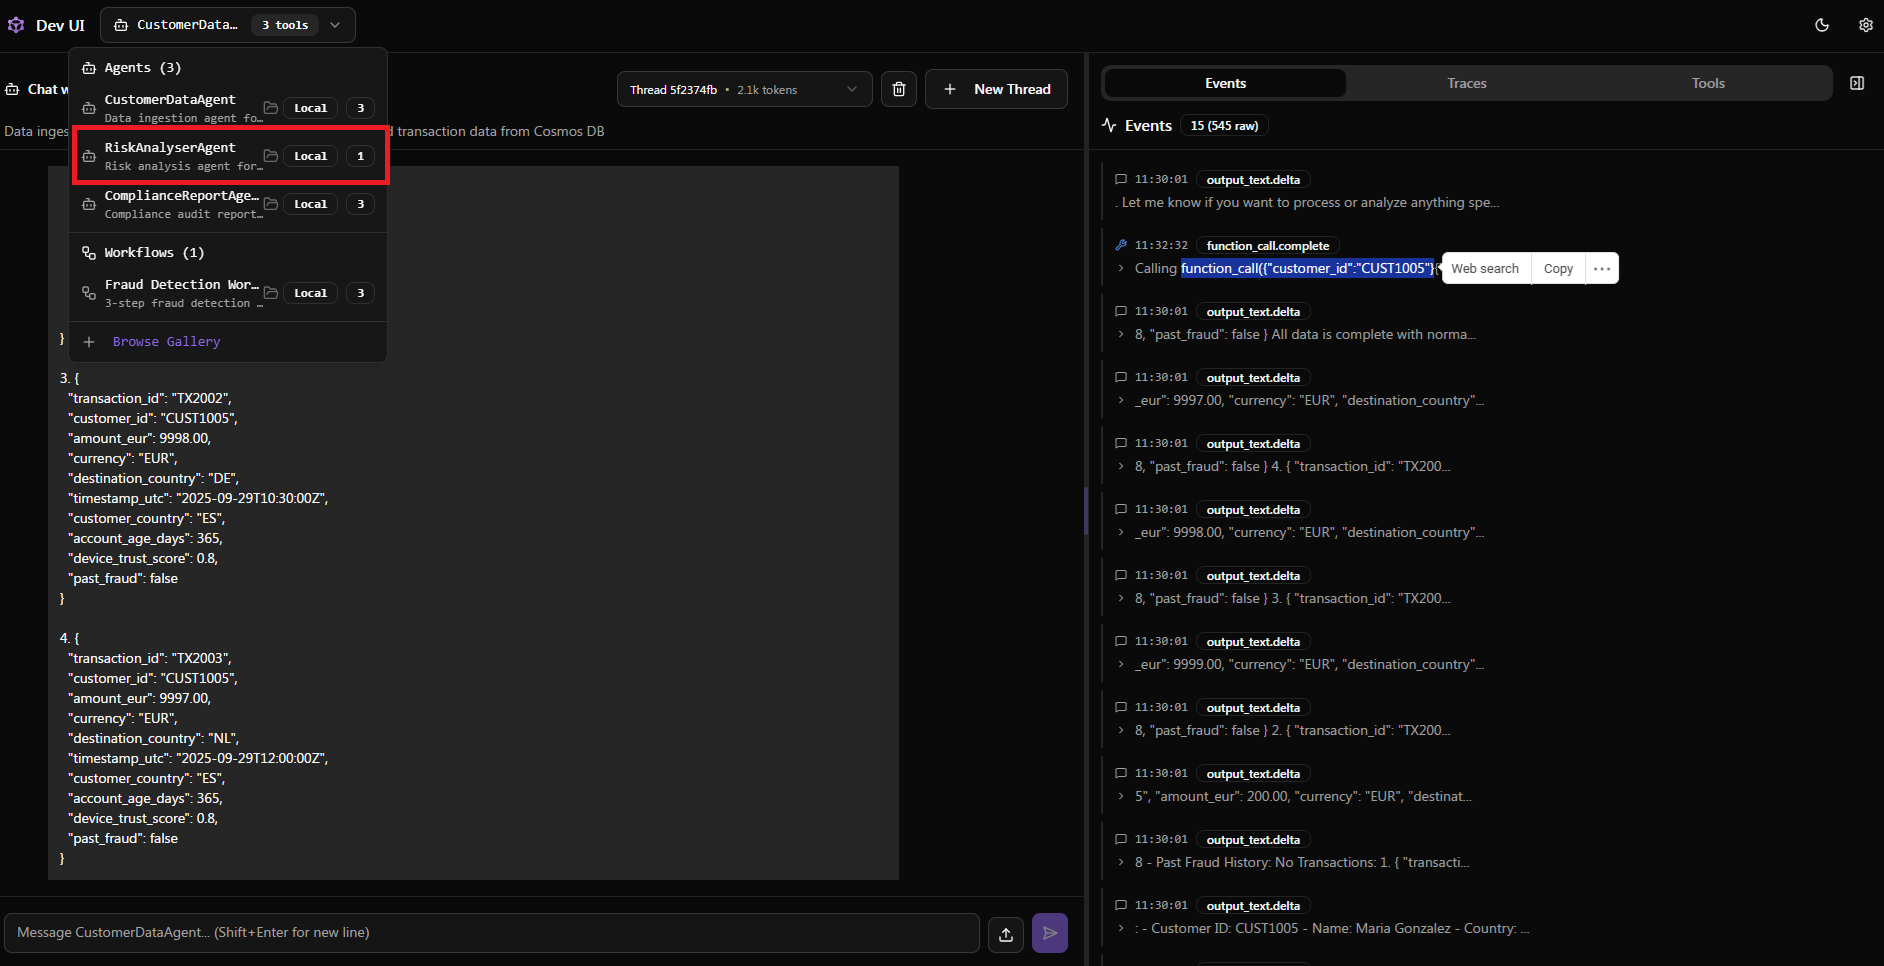 Dev UI
CustomerData... 3 tools
Agents (3)
CustomerDataAgent Local 3
Data ingestion agent fo...
RiskAnalyserAgent Local 1
Risk analysis agent for...
ComplianceReportAge... Local 3
Compliance audit report...
Workflows (1)
Fraud Detection Wor... Local 3
3-step fraud detection ...
+ Browse Gallery
Chat w
Thread 5f2374fb • 2.1k tokens
+ New Thread
Data inges
d transaction data from Cosmos DB
}
3. {
"transaction_id": "TX2002",
"customer_id": "CUST1005",
"amount_eur": 9998.00,
"currency": "EUR",
"destination_country": "DE",
"timestamp_utc": "2025-09-29T10:30:00Z",
"customer_country": "ES",
"account_age_days": 365,
"device_trust_score": 0.8,
"past_fraud": false
}
4. {
"transaction_id": "TX2003",
"customer_id": "CUST1005",
"amount_eur": 9997.00,
"currency": "EUR",
"destination_country": "NL",
"timestamp_utc": "2025-09-29T12:00:00Z",
"customer_country": "ES",
"account_age_days": 365,
"device_trust_score": 0.8,
"past_fraud": false
}
Message CustomerDataAgent... (Shift+Enter for new line)
Events Traces Tools
Events 15 (545 raw)
11:30:01 output_text.delta
. Let me know if you want to process or analyze anything spe...
11:32:32 function_call.complete
Calling function_call({"customer_id":"CUST1005"}
Web search Copy ...
11:30:01 output_text.delta
8, "past_fraud": false } All data is complete with norma...
11:30:01 output_text.delta
_eur": 9997.00, "currency": "EUR", "destination_country"...
11:30:01 output_text.delta
8, "past_fraud": false } 4. { "transaction_id": "TX200...
11:30:01 output_text.delta
_eur": 9998.00, "currency": "EUR", "destination_country"...
11:30:01 output_text.delta
8, "past_fraud": false } 3. { "transaction_id": "TX200...
11:30:01 output_text.delta
_eur": 9999.00, "currency": "EUR", "destination_country"...
11:30:01 output_text.delta
8, "past_fraud": false } 2. { "transaction_id": "TX200...
11:30:01 output_text.delta
5", "amount_eur": 200.00, "currency": "EUR", "destinat...
11:30:01 output_text.delta
8 - Past Fraud History: No Transactions: 1. { "transacti...
11:30:01 output_text.delta
: - Customer ID: CUST1005 - Name: Maria Gonzalez - Country: ...